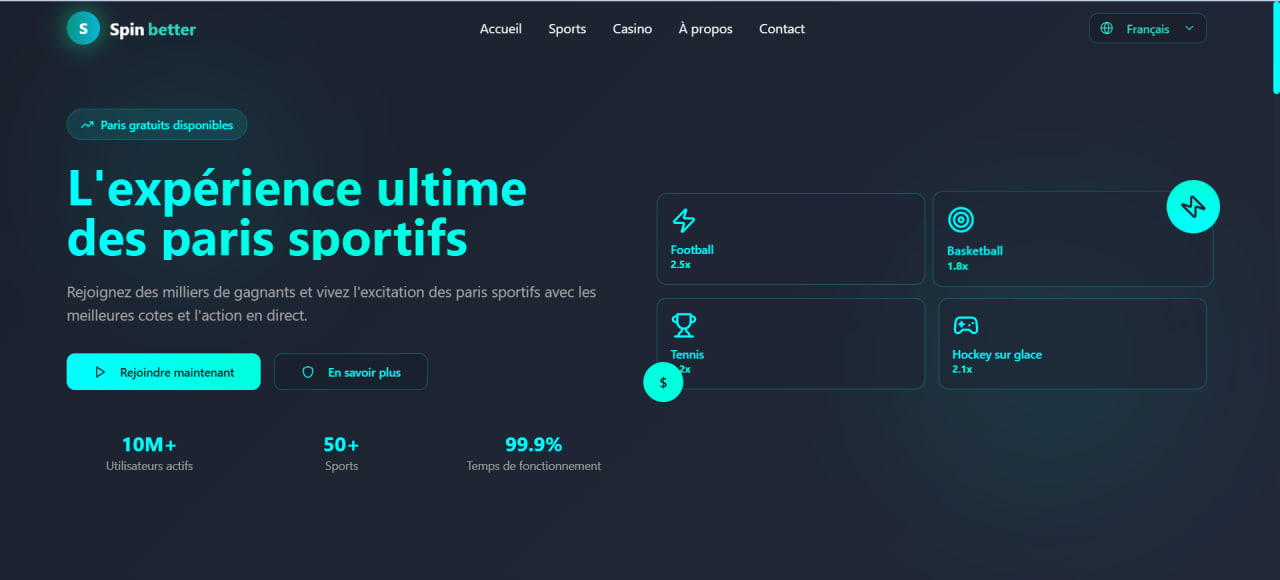 S Spin better
Accueil Sports Casino À propos Contact
Français
Paris gratuits disponibles
L'expérience ultime
des paris sportifs
Rejoignez des milliers de gagnants et vivez l'excitation des paris sportifs avec les
meilleures cotes et l'action en direct.
Rejoindre maintenant En savoir plus
10M+
Utilisateurs actifs
50+
Sports
99.9%
Temps de fonctionnement
Football
2.5x
Basketball
1.8x
Tennis
2x
$
Hockey sur glace
2.1x